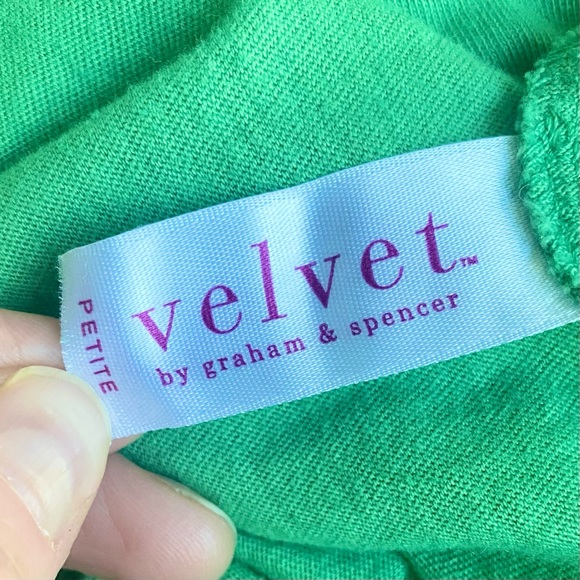 PETITE
velvet™
by graham & spencer